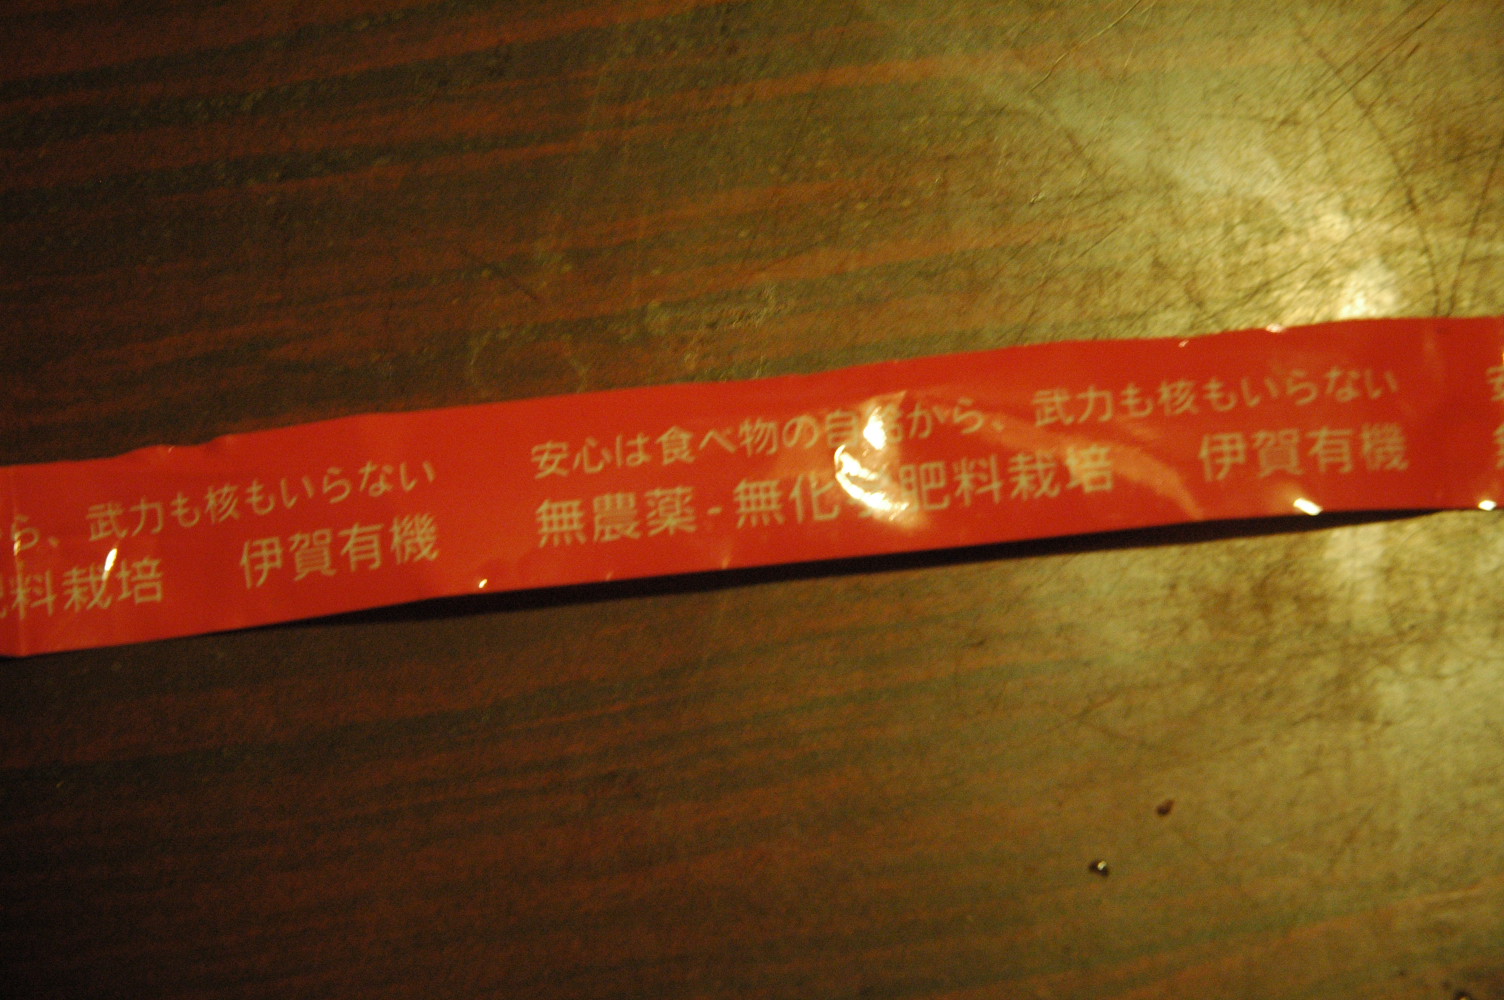 ら、武力も核もいらない
料栽培 伊賀有機
安心は食べ物の自給から、武力も核もいらない
無農薬-無化学肥料栽培 伊賀有機